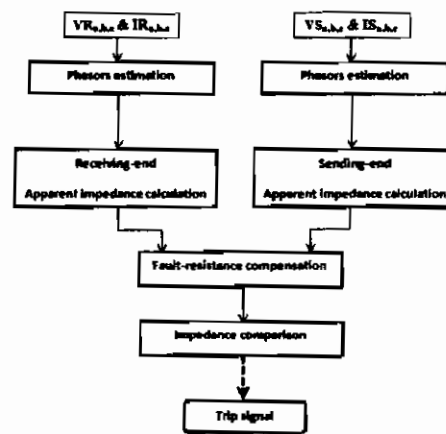 VRa,b,c & IRa,b,c
VSa,b,c & ISa,b,c
Phasors estimation
Phasors estimation
Receiving-end
Apparent impedance calculation
Sending-end
Apparent impedance calculation
Fault-resistance compensation
Impedance comparison
Trip signal